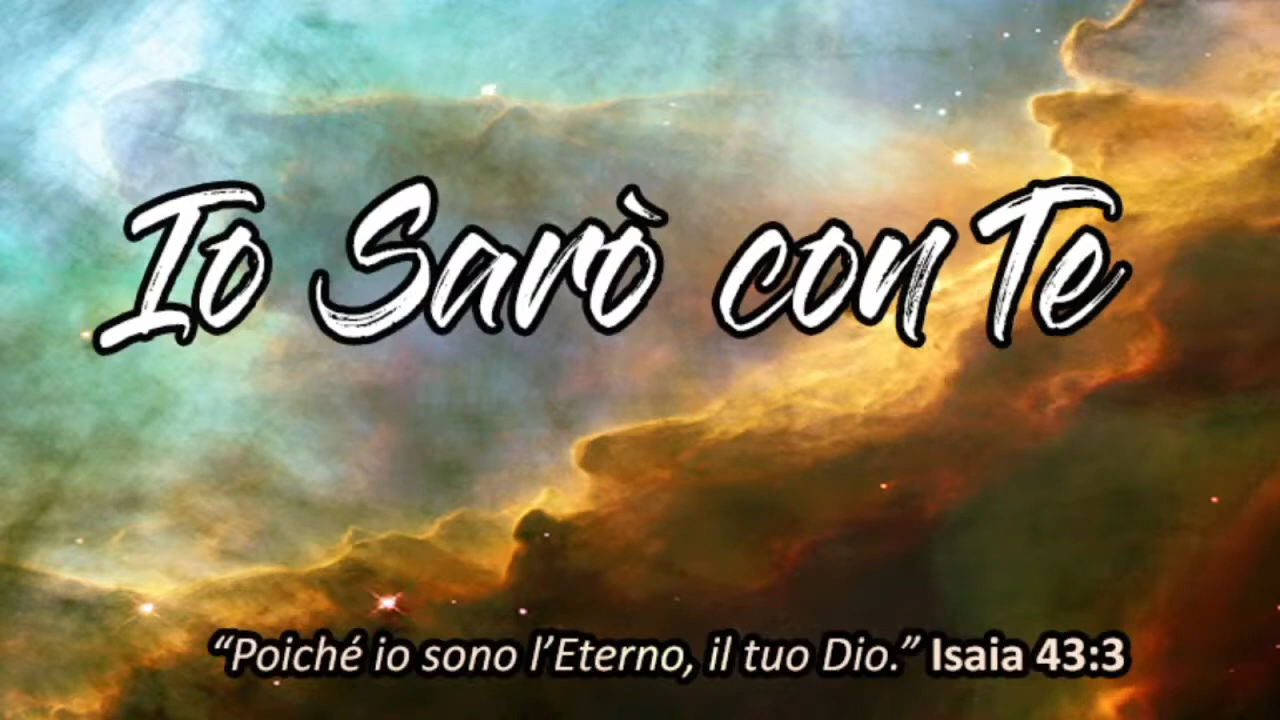 Io Sarò con Te
“Poiché io sono l’Eterno, il tuo Dio.” Isaia 43:3